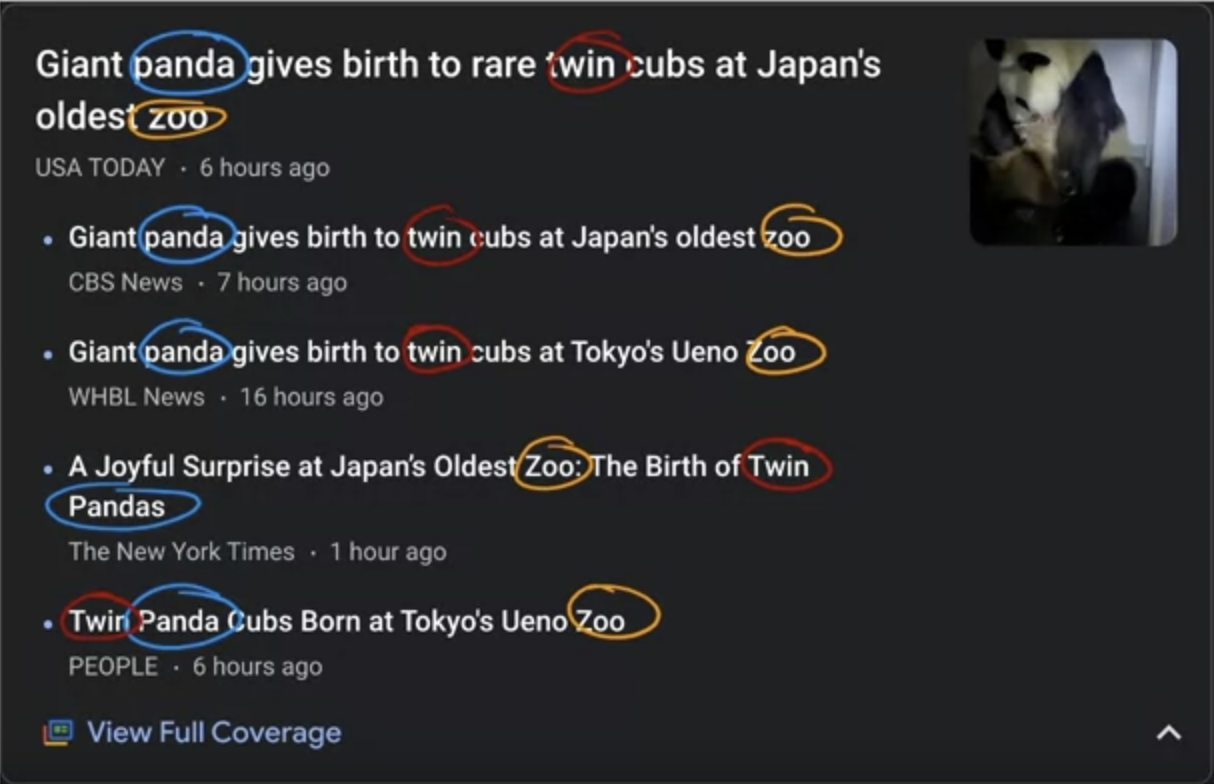 Giant panda gives birth to rare twin cubs at Japan's
oldest zoo
USA TODAY · 6 hours ago
• Giant panda gives birth to twin cubs at Japan's oldest zoo
CBS News · 7 hours ago
• Giant panda gives birth to twin cubs at Tokyo's Ueno Zoo
WHBL News · 16 hours ago
• A Joyful Surprise at Japan's Oldest Zoo: The Birth of Twin
Pandas
The New York Times · 1 hour ago
• Twin Panda Cubs Born at Tokyo's Ueno Zoo
PEOPLE · 6 hours ago
View Full Coverage